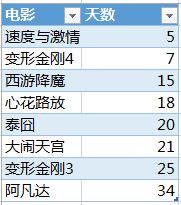 电影 天数
速度与激情 5
变形金刚4 7
西游降魔 15
心花路放 18
泰囧 20
大闹天宫 21
变形金刚3 25
阿凡达 34